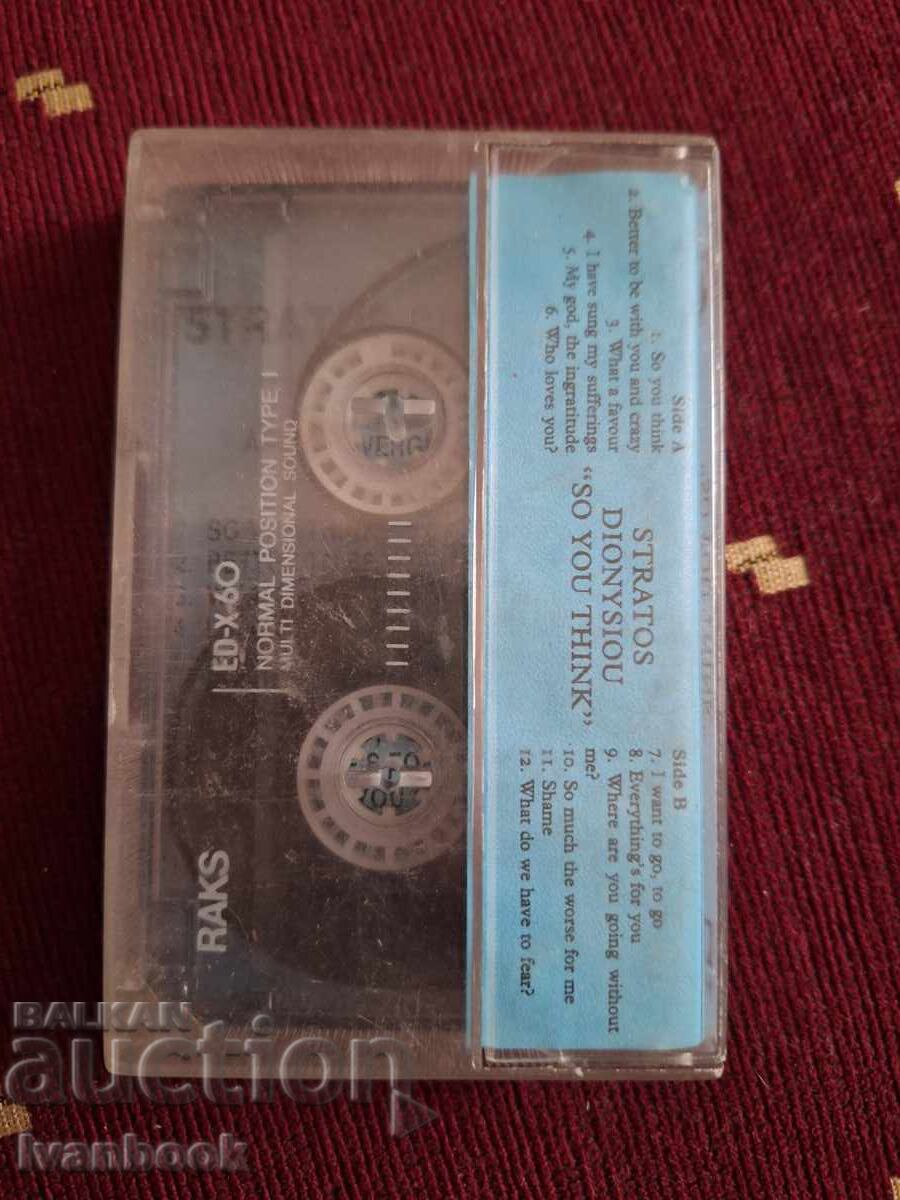 Side A
1. So you think
2. Better to be with you and crazy
3. What a favour
4. I have sung my sufferings
5. My god, the ingratitude
6. Who loves you?
STRATOS
DIONYSIOU
"SO YOU THINK"
Side B
7. I want to go, to go
8. Everything's for you
9. Where are you going without
me?
10. So much the worse for me
11. Shame
12. What do we have to fear?
RAKS
ED-X 60
NORMAL POSITION TYPE I
MULTI DIMENSIONAL SOUND
BALKAN
auction
Ivanbook